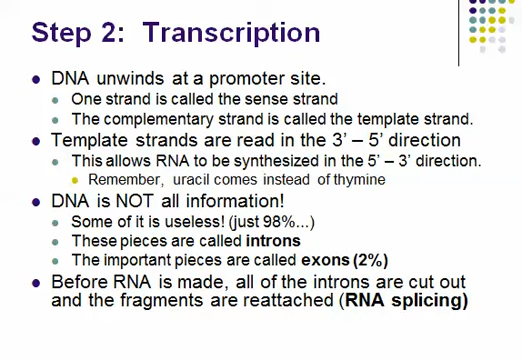 Step 2:  Transcription
DNA unwinds at a promoter site.
One strand is called the sense strand
The complementary strand is called the template strand.
Template strands are read in the 3’ – 5’ direction
This allows RNA to be synthesized in the 5’ – 3’ direction.
Remember, uracil comes instead of thymine
DNA is NOT all information!
Some of it is useless! (just 98%...)
These pieces are called introns
The important pieces are called exons (2%)
Before RNA is made, all of the introns are cut out
and the fragments are reattached (RNA splicing)